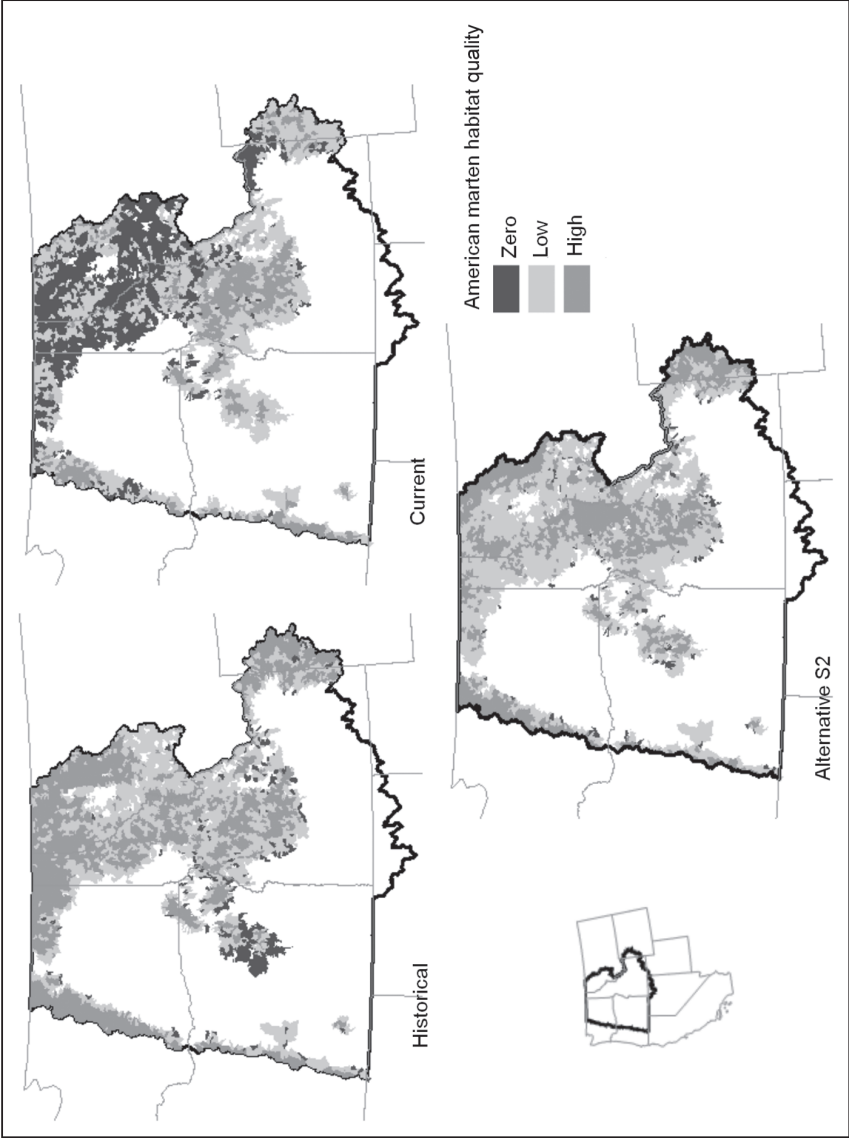 Historical
Current
Alternative S2
American marten habitat quality
Zero
Low
High